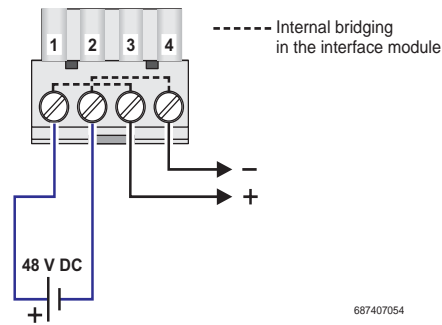 1 2 3 4
Internal bridging
in the interface module
−
+
48 V DC
+
687407054